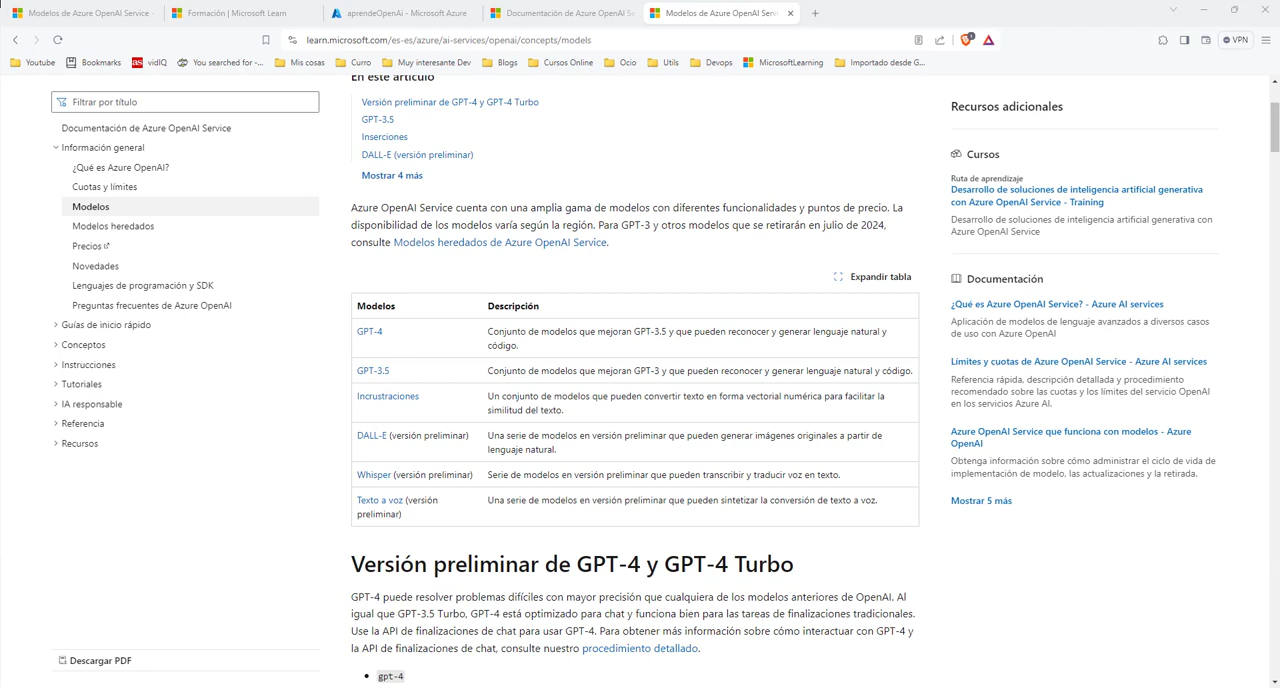 Modelos de Azure OpenAI Service -
Formación | Microsoft Learn
aprendeOpenAi - Microsoft Azure
Documentación de Azure OpenAI Se
Modelos de Azure OpenAI Servi
learn.microsoft.com/es-es/azure/ai-services/openai/concepts/models
1
VPN
Youtube
Bookmarks
as
vidIQ
You searched for -...
Mis cosas
Curro
Muy interesante Dev
Blogs
Cursos Online
Ocio
Utils
Devops
MicrosoftLearning
Importado desde G...
Filtrar por título
Documentación de Azure OpenAI Service
Información general
¿Qué es Azure OpenAI?
Cuotas y límites
Modelos
Modelos heredados
Precios
Novedades
Lenguajes de programación y SDK
Preguntas frecuentes de Azure OpenAI
Guías de inicio rápido
Conceptos
Instrucciones
Tutoriales
IA responsable
Referencia
Recursos
Descargar PDF
En este artículo
Versión preliminar de GPT-4 y GPT-4 Turbo
GPT-3.5
Inserciones
DALL-E (versión preliminar)
Mostrar 4 más
Azure OpenAI Service cuenta con una amplia gama de modelos con diferentes funcionalidades y puntos de precio. La
disponibilidad de los modelos varía según la región. Para GPT-3 y otros modelos que se retirarán en julio de 2024,
consulte Modelos heredados de Azure OpenAI Service.
Expandir tabla
Modelos Descripción
GPT-4 Conjunto de modelos que mejoran GPT-3.5 y que pueden reconocer y generar lenguaje natural y
código.
GPT-3.5 Conjunto de modelos que mejoran GPT-3 y que pueden reconocer y generar lenguaje natural y código.
Incrustraciones Un conjunto de modelos que pueden convertir texto en forma vectorial numérica para facilitar la
similitud del texto.
DALL-E (versión preliminar) Una serie de modelos en versión preliminar que pueden generar imágenes originales a partir de
lenguaje natural.
Whisper (versión preliminar) Serie de modelos en versión preliminar que pueden transcribir y traducir voz en texto.
Texto a voz (versión Una serie de modelos en versión preliminar que pueden sintetizar la conversión de texto a voz.
preliminar)
Versión preliminar de GPT-4 y GPT-4 Turbo
GPT-4 puede resolver problemas difíciles con mayor precisión que cualquiera de los modelos anteriores de OpenAI. Al
igual que GPT-3.5 Turbo, GPT-4 está optimizado para chat y funciona bien para las tareas de finalizaciones tradicionales.
Use la API de finalizaciones de chat para usar GPT-4. Para obtener más información sobre cómo interactuar con GPT-4 y
la API de finalizaciones de chat, consulte nuestro procedimiento detallado.
gpt-4
Recursos adicionales
Cursos
Ruta de aprendizaje
Desarrollo de soluciones de inteligencia artificial generativa
con Azure OpenAI Service - Training
Desarrollo de soluciones de inteligencia artificial generativa con
Azure OpenAI Service
Documentación
¿Qué es Azure OpenAI Service? - Azure AI services
Aplicación de modelos de lenguaje avanzados a diversos casos
de uso con Azure OpenAI
Límites y cuotas de Azure OpenAI Service - Azure AI services
Referencia rápida, descripción detallada y procedimiento
recomendado sobre las cuotas y los límites del servicio OpenAI
en los servicios Azure AI.
Azure OpenAI Service que funciona con modelos - Azure
OpenAI
Obtenga información sobre cómo administrar el ciclo de vida de
implementación de modelo, las actualizaciones y la retirada.
Mostrar 5 más